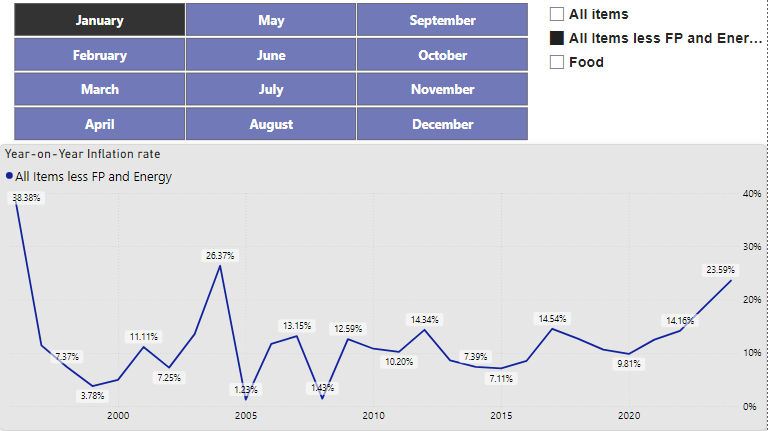 January May September
February June October
March July November
April August December
All items
All Items less FP and Ener...
Food
Year-on-Year Inflation rate
All Items less FP and Energy
38.38%
7.37%
3.78%
11.11%
7.25%
26.37%
1.23%
13.15%
1.43%
12.59%
10.20%
14.34%
7.39%
7.11%
14.54%
9.81%
14.16%
23.59%
40%
30%
20%
10%
0%
2000 2005 2010 2015 2020